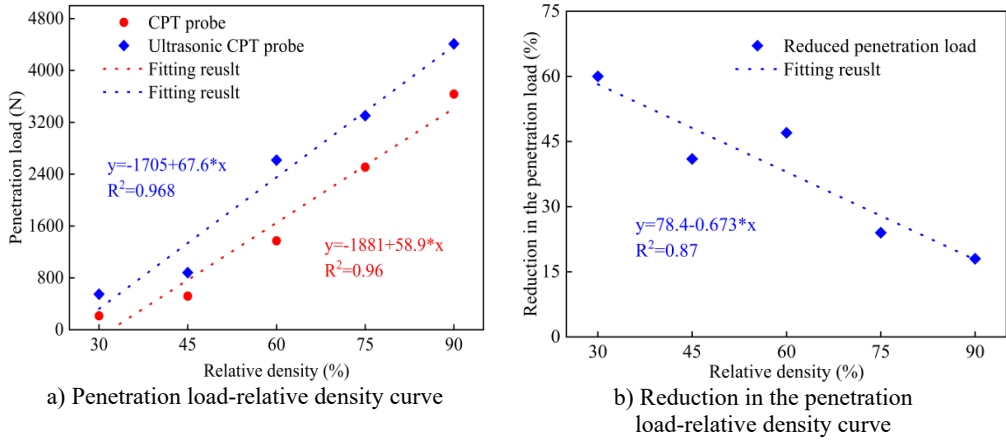 4800
4000
3200
2400
1600
800
0
Penetration load (N)
CPT probe
Ultrasonic CPT probe
Fitting reuslt
Fitting reuslt
y=-1705+67.6*x
R²=0.968
y=-1881+58.9*x
R²=0.96
30 45 60 75 90
Relative density (%)
a) Penetration load-relative density curve
75
60
45
30
15
0
Reduction in the penetration load (%)
Reduced penetration load
Fitting reuslt
y=78.4-0.673*x
R²=0.87
30 45 60 75 90
Relative density (%)
b) Reduction in the penetration
load-relative density curve